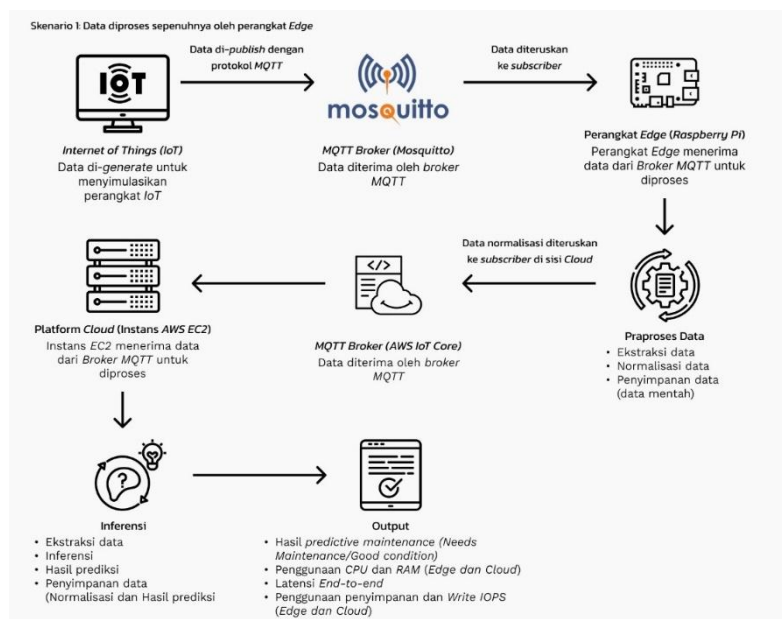 Skenario 1: Data diproses sepenuhnya oleh perangkat Edge
IOT
Data di-publish dengan
protokol MQTT
mosquitto
Data diteruskan
ke subscriber
Internet of Things (IoT)
Data di-generate untuk
menyimulasikan
perangkat IoT
MQTT Broker (Mosquitto)
Data diterima oleh broker
MQTT
Perangkat Edge (Raspberry Pi)
Perangkat Edge menerima
data dari Broker MQTT untuk
diproses
Data normalisasi diteruskan
ke subscriber di sisi Cloud
</>
Platform Cloud (Instans AWS EC2)
Instans EC2 menerima data
dari Broker MQTT untuk
diproses
MQTT Broker (AWS IoT Core)
Data diterima oleh broker
MQTT
Praproses Data
• Ekstraksi data
• Normalisasi data
• Penyimpanan data
(data mentah)
?
Inferensi
• Ekstraksi data
• Inferensi
• Hasil prediksi
• Penyimpanan data
(Normalisasi dan Hasil prediksi
Output
• Hasil predictive maintenance (Needs
Maintenance/Good condition)
• Penggunaan CPU dan RAM (Edge dan Cloud)
• Latensi End-to-end
• Penggunaan penyimpanan dan Write IOPS
(Edge dan Cloud)